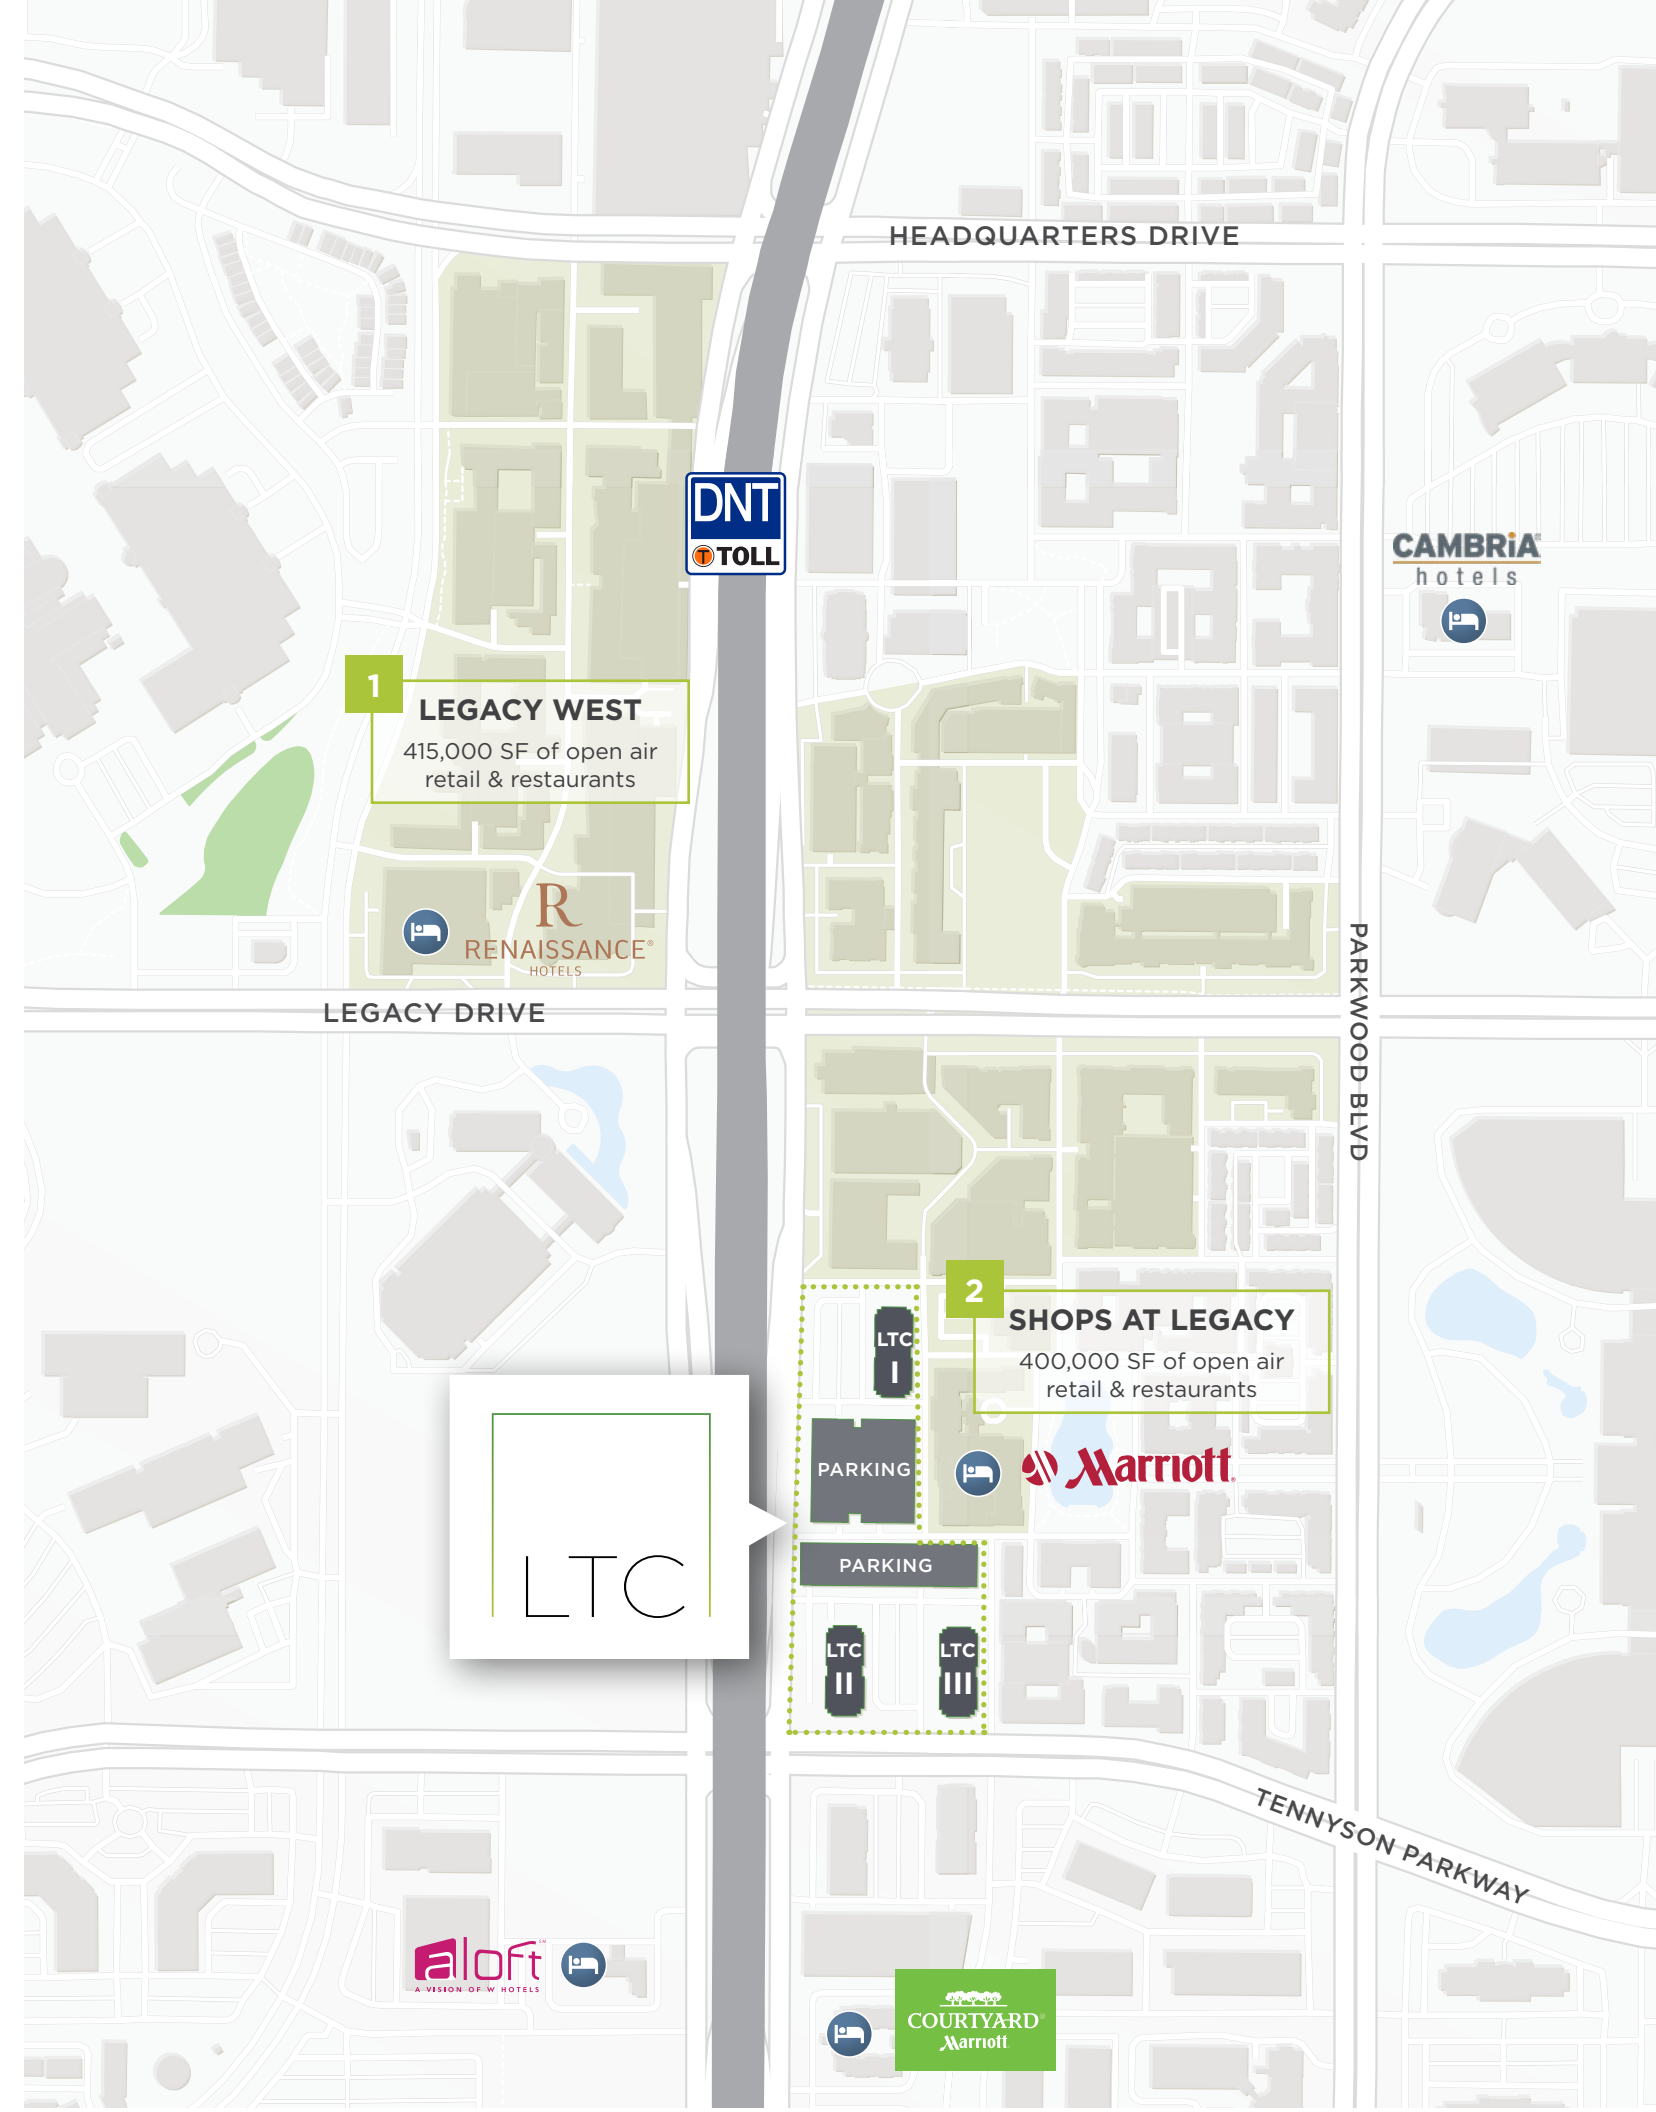 HEADQUARTERS DRIVE
DNT
T TOLL
CAMBRiA
hotels
1
LEGACY WEST
415,000 SF of open air
retail & restaurants
R
RENAISSANCE®
HOTELS
LEGACY DRIVE
PARKWOOD BLVD
2
SHOPS AT LEGACY
400,000 SF of open air
retail & restaurants
LTC
I
PARKING
Marriott
LTC
PARKING
LTC
II
LTC
III
TENNYSON PARKWAY
aloft℠
A VISION OF W HOTELS
COURTYARD®
Marriott